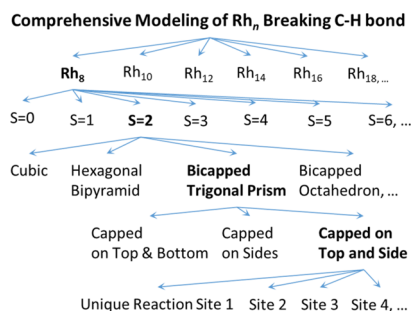 Comprehensive Modeling of Rhn Breaking C-H bond
Rh8 Rh10 Rh12 Rh14 Rh16 Rh18, ...
S=0 S=1 S=2 S=3 S=4 S=5 S=6, ...
Cubic Hexagonal Bipyramid Bicapped Trigonal Prism Bicapped Octahedron, ...
Capped on Top & Bottom Capped on Sides Capped on Top and Side
Unique Reaction Site 1 Site 2 Site 3 Site 4, ...